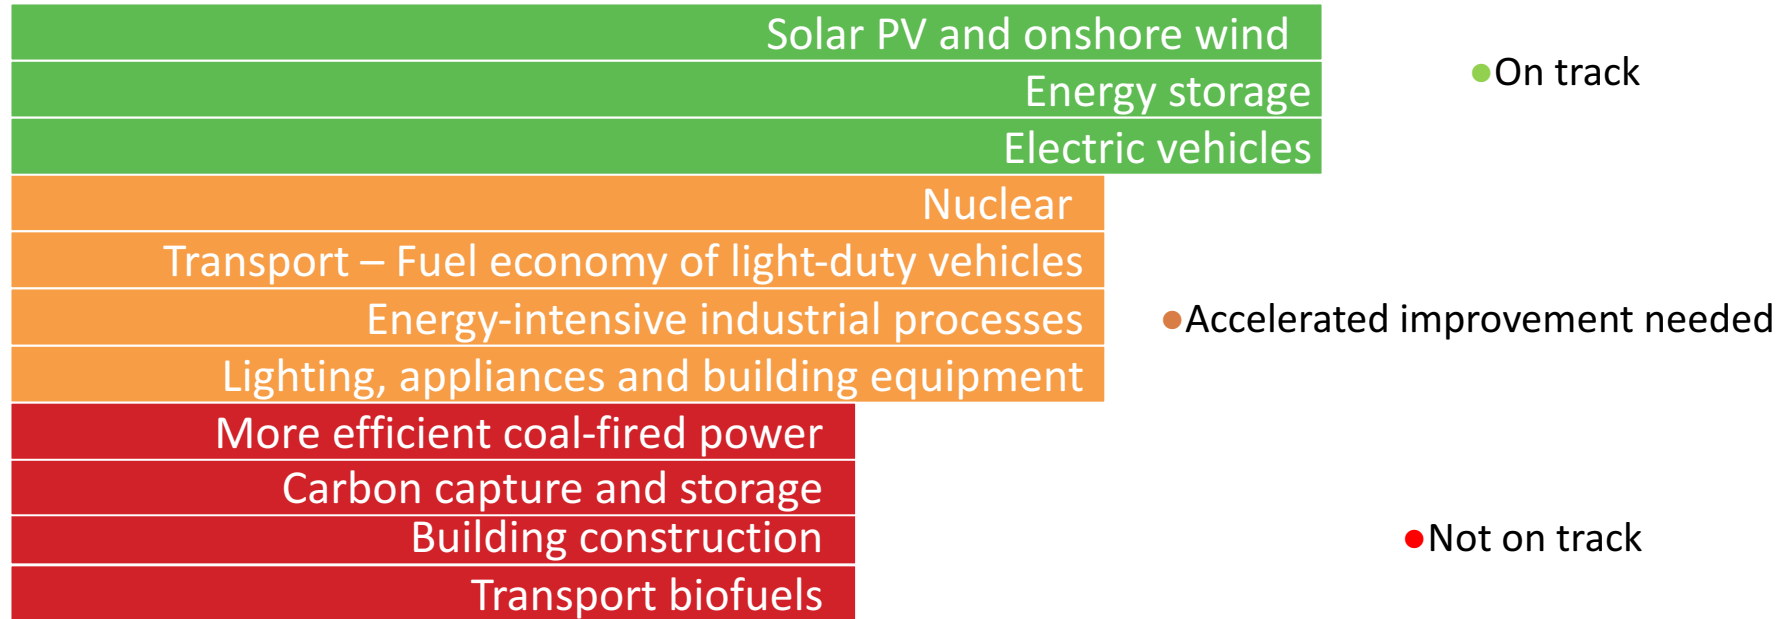 Solar PV and onshore wind
Energy storage
Electric vehicles
●On track
Nuclear
Transport – Fuel economy of light-duty vehicles
Energy-intensive industrial processes
Lighting, appliances and building equipment
●Accelerated improvement needed
More efficient coal-fired power
Carbon capture and storage
Building construction
Transport biofuels
●Not on track